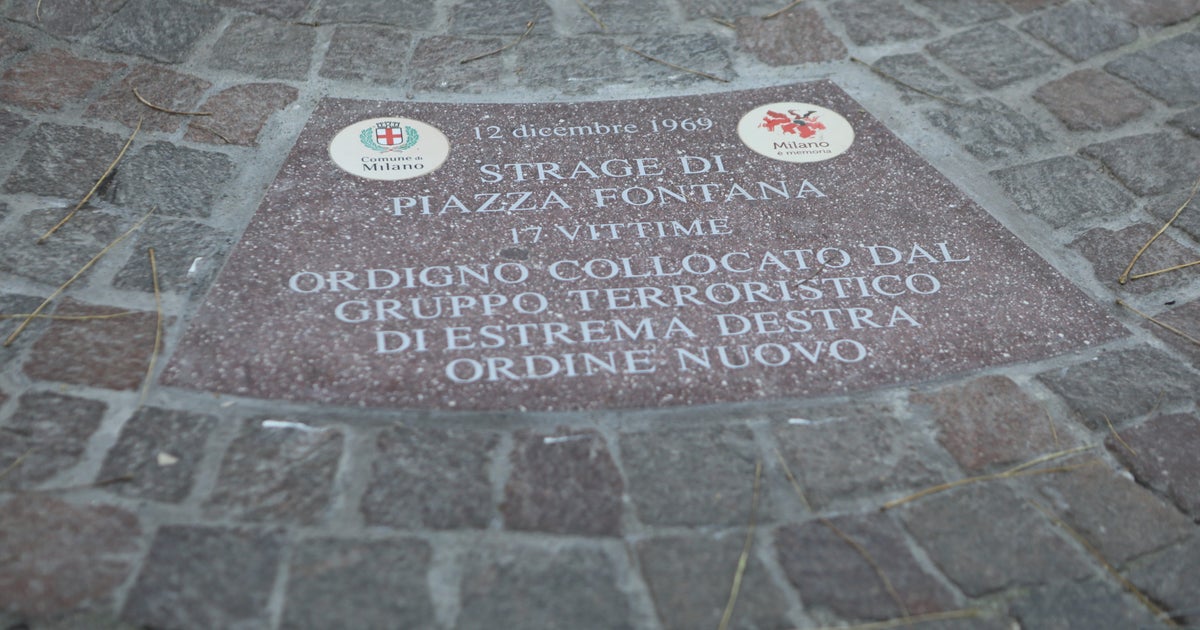 Comune di
Milano
12 dicembre 1969
Milano
è memoria
STRAGE DI
PIAZZA FONTANA
17 VITTIME
ORDIGNO COLLOCATO DAL
GRUPPO TERRORISTICO
DI ESTREMA DESTRA
ORDINE NUOVO